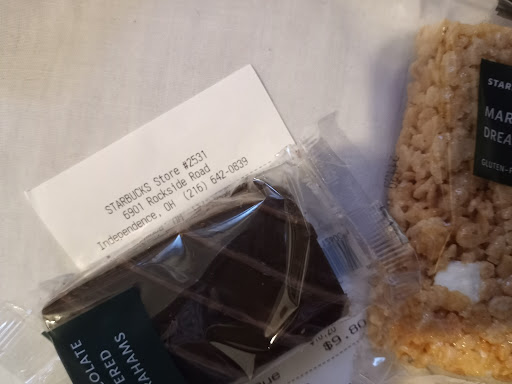 STARBUCKS Store #2531
6901 Rockside Road
Independence, OH (216) 642-0839
STAR
MAR
DREA
GLUTEN-F
OLATE
ERED
AHAMS
$9.80